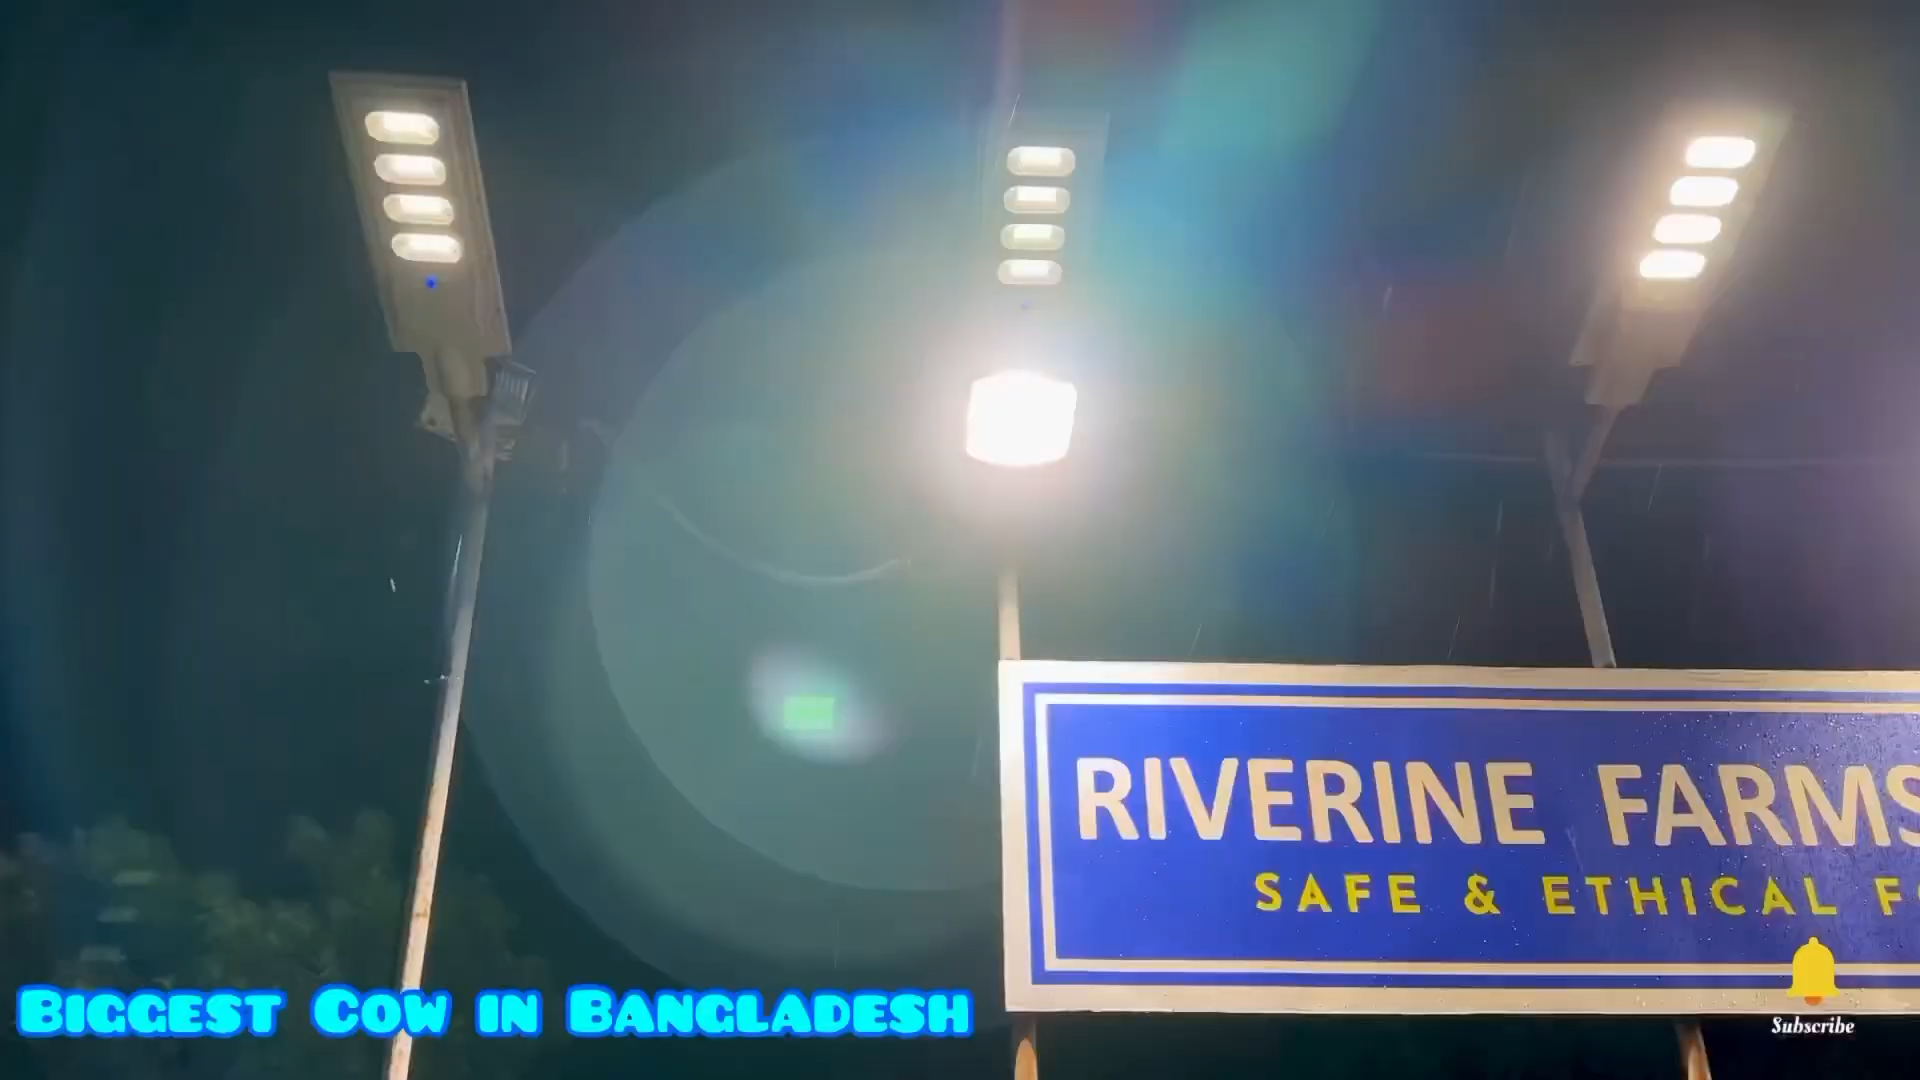 RIVERINE FARMS
SAFE & ETHICAL
BIGGEST COW IN BANGLADESH
Subscribe